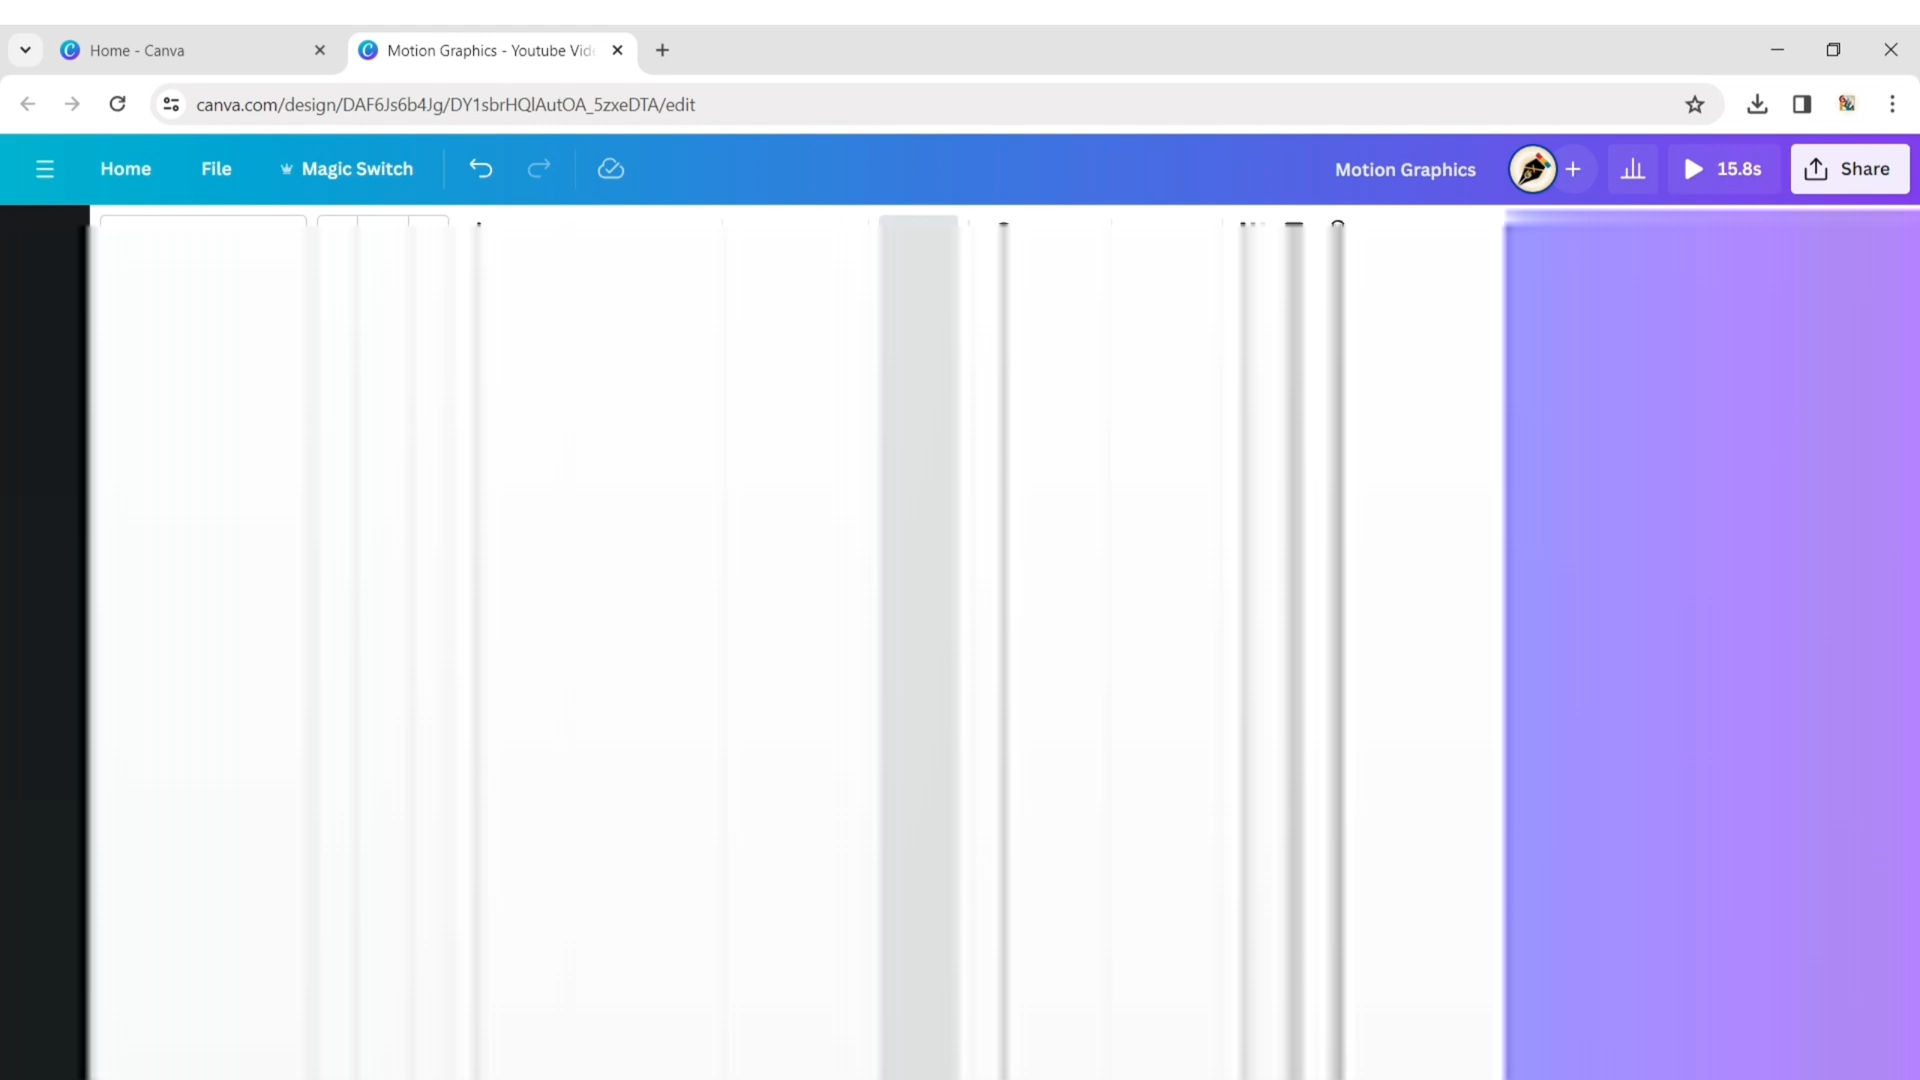 Home - Canva
Motion Graphics - Youtube Vide
canva.com/design/DAF6Js6b4Jg/DY1sbrHQlAutOA_5zxeDTA/edit
Home File Magic Switch Motion Graphics 15.8s Share